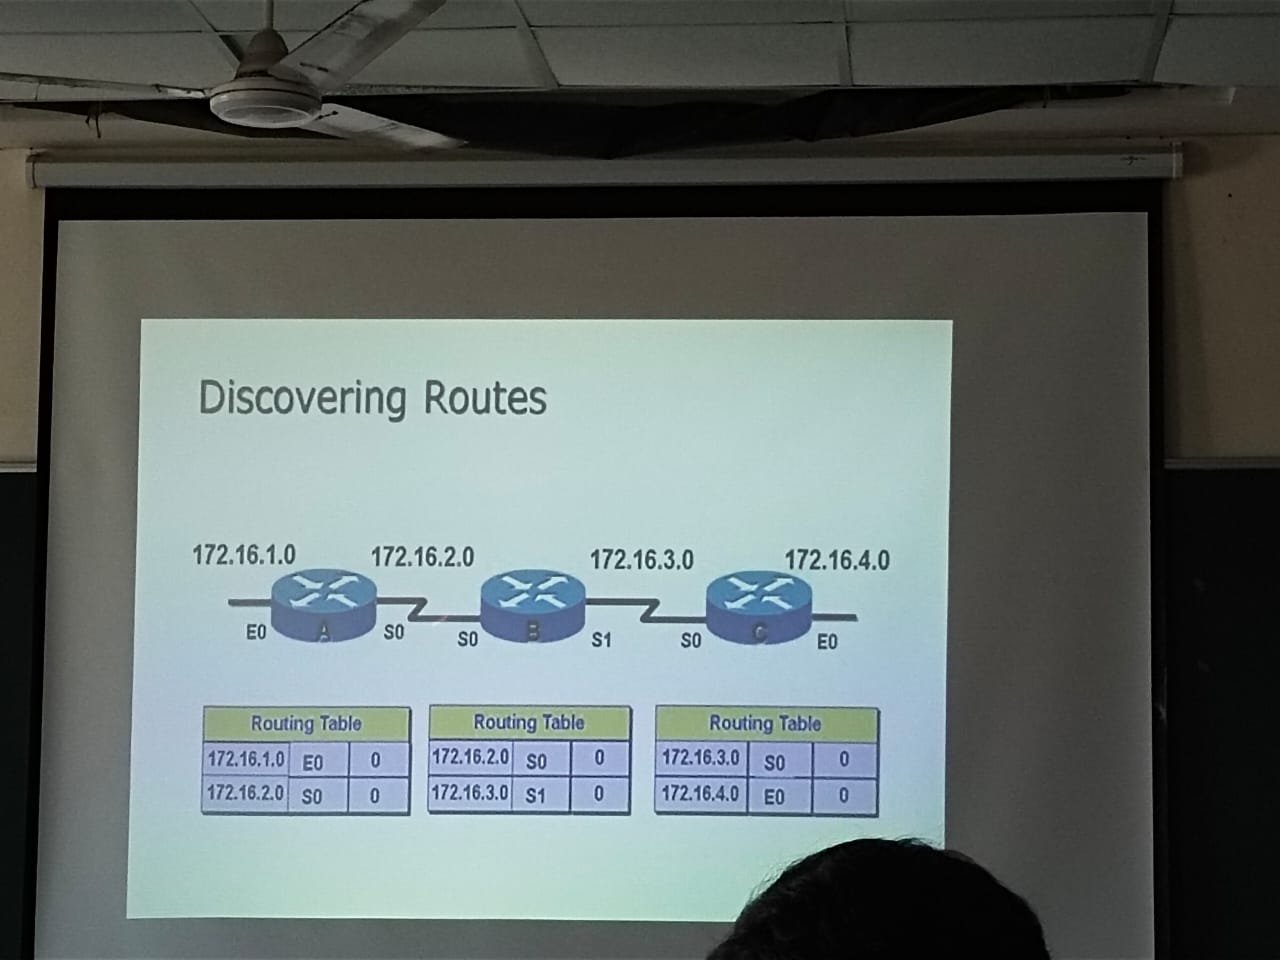 Discovering Routes
172.16.1.0 172.16.2.0 172.16.3.0 172.16.4.0
A B C
E0 S0 S0 S1 S0 E0
Routing Table
172.16.1.0 E0 0
172.16.2.0 S0 0
Routing Table
172.16.2.0 S0 0
172.16.3.0 S1 0
Routing Table
172.16.3.0 S0 0
172.16.4.0 E0 0